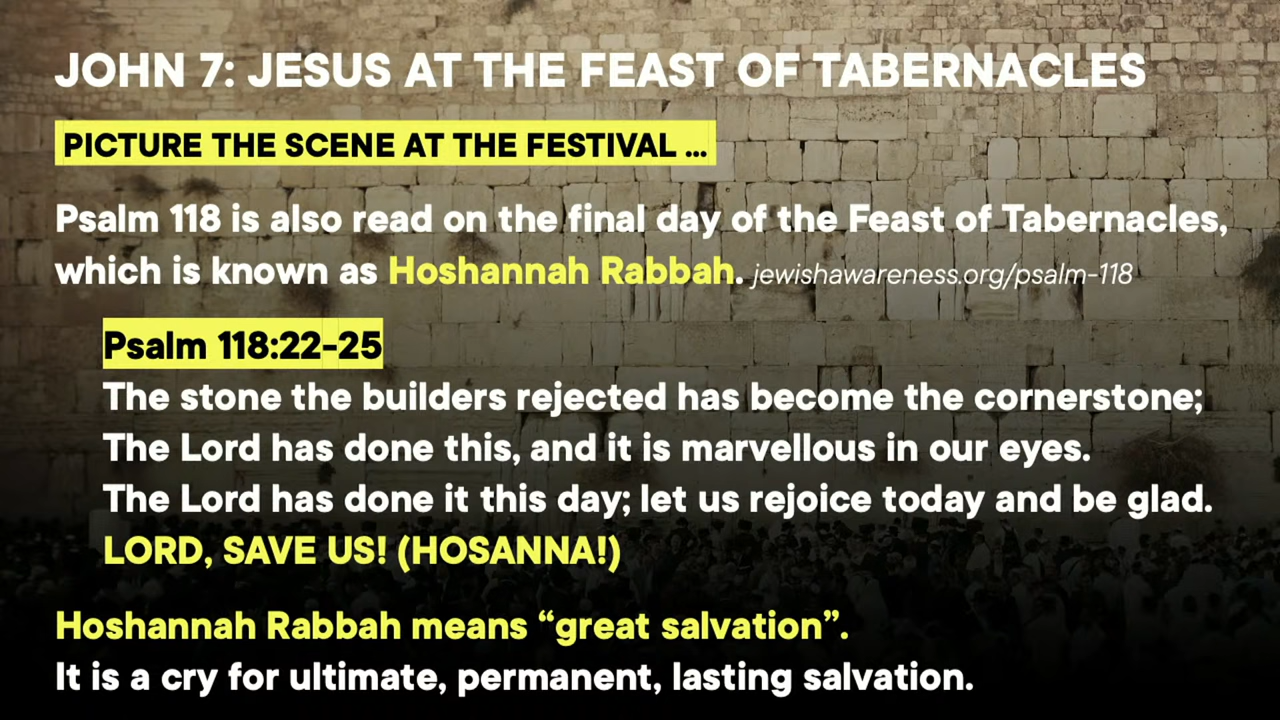 JOHN 7: JESUS AT THE FEAST OF TABERNACLES
PICTURE THE SCENE AT THE FESTIVAL ...
Psalm 118 is also read on the final day of the Feast of Tabernacles,
which is known as Hoshannah Rabbah. jewishawareness.org/psalm-118
Psalm 118:22-25
The stone the builders rejected has become the cornerstone;
The Lord has done this, and it is marvellous in our eyes.
The Lord has done it this day; let us rejoice today and be glad.
LORD, SAVE US! (HOSANNA!)
Hoshannah Rabbah means “great salvation”.
It is a cry for ultimate, permanent, lasting salvation.